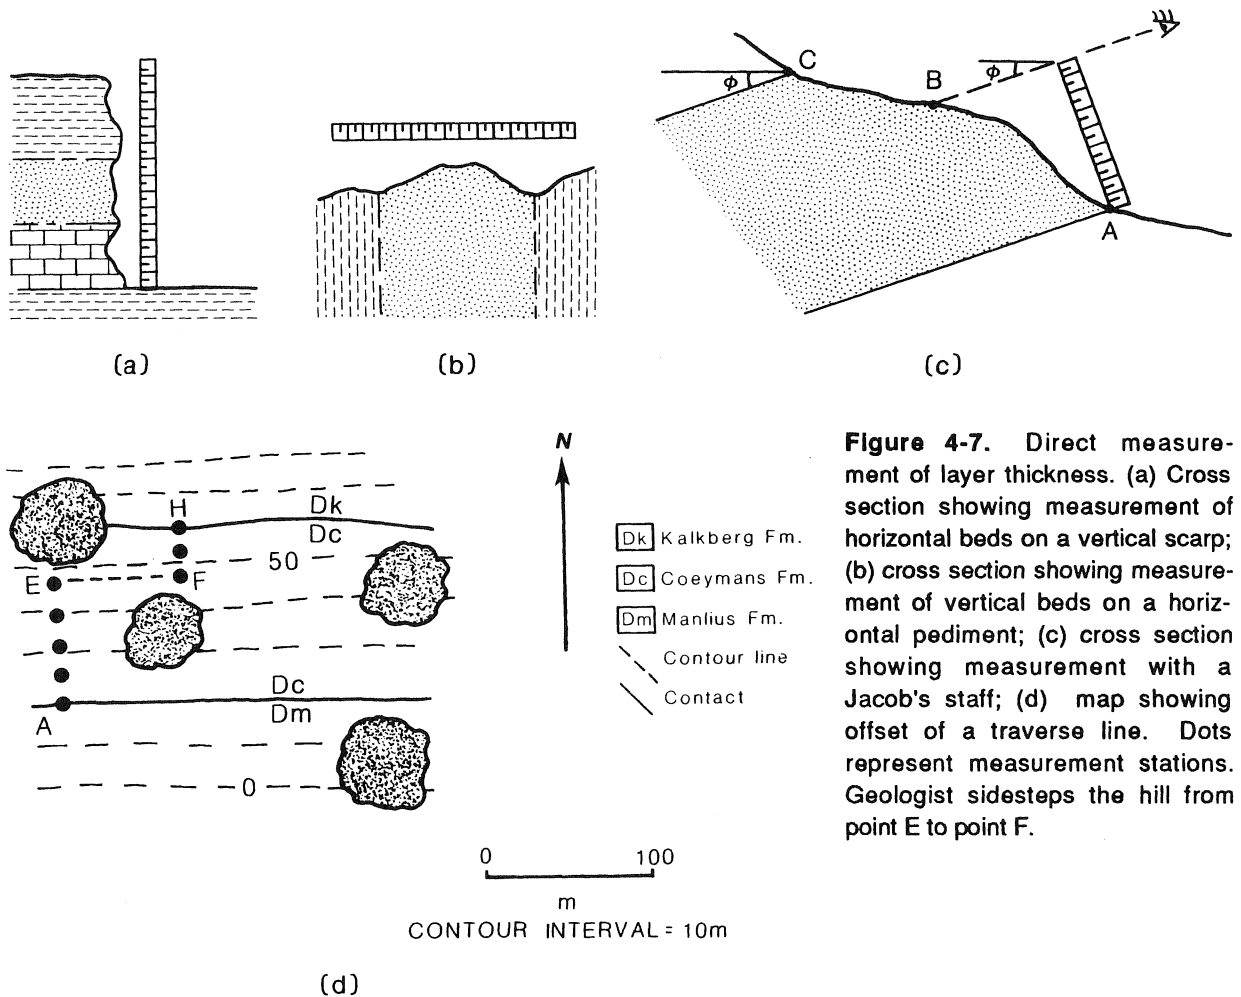 C
B
φ
φ
A
(a)
(b)
(c)
N
H
Dk
Dc
50
E
F
Dc
Dm
A
0
Dk Kalkberg Fm.
Dc Coeymans Fm.
Dm Manlius Fm.
Contour line
Contact
0 100
m
CONTOUR INTERVAL = 10m
(d)
Figure 4-7. Direct measure-
ment of layer thickness. (a) Cross
section showing measurement of
horizontal beds on a vertical scarp;
(b) cross section showing measure-
ment of vertical beds on a horiz-
ontal pediment; (c) cross section
showing measurement with a
Jacob's staff; (d) map showing
offset of a traverse line. Dots
represent measurement stations.
Geologist sidesteps the hill from
point E to point F.